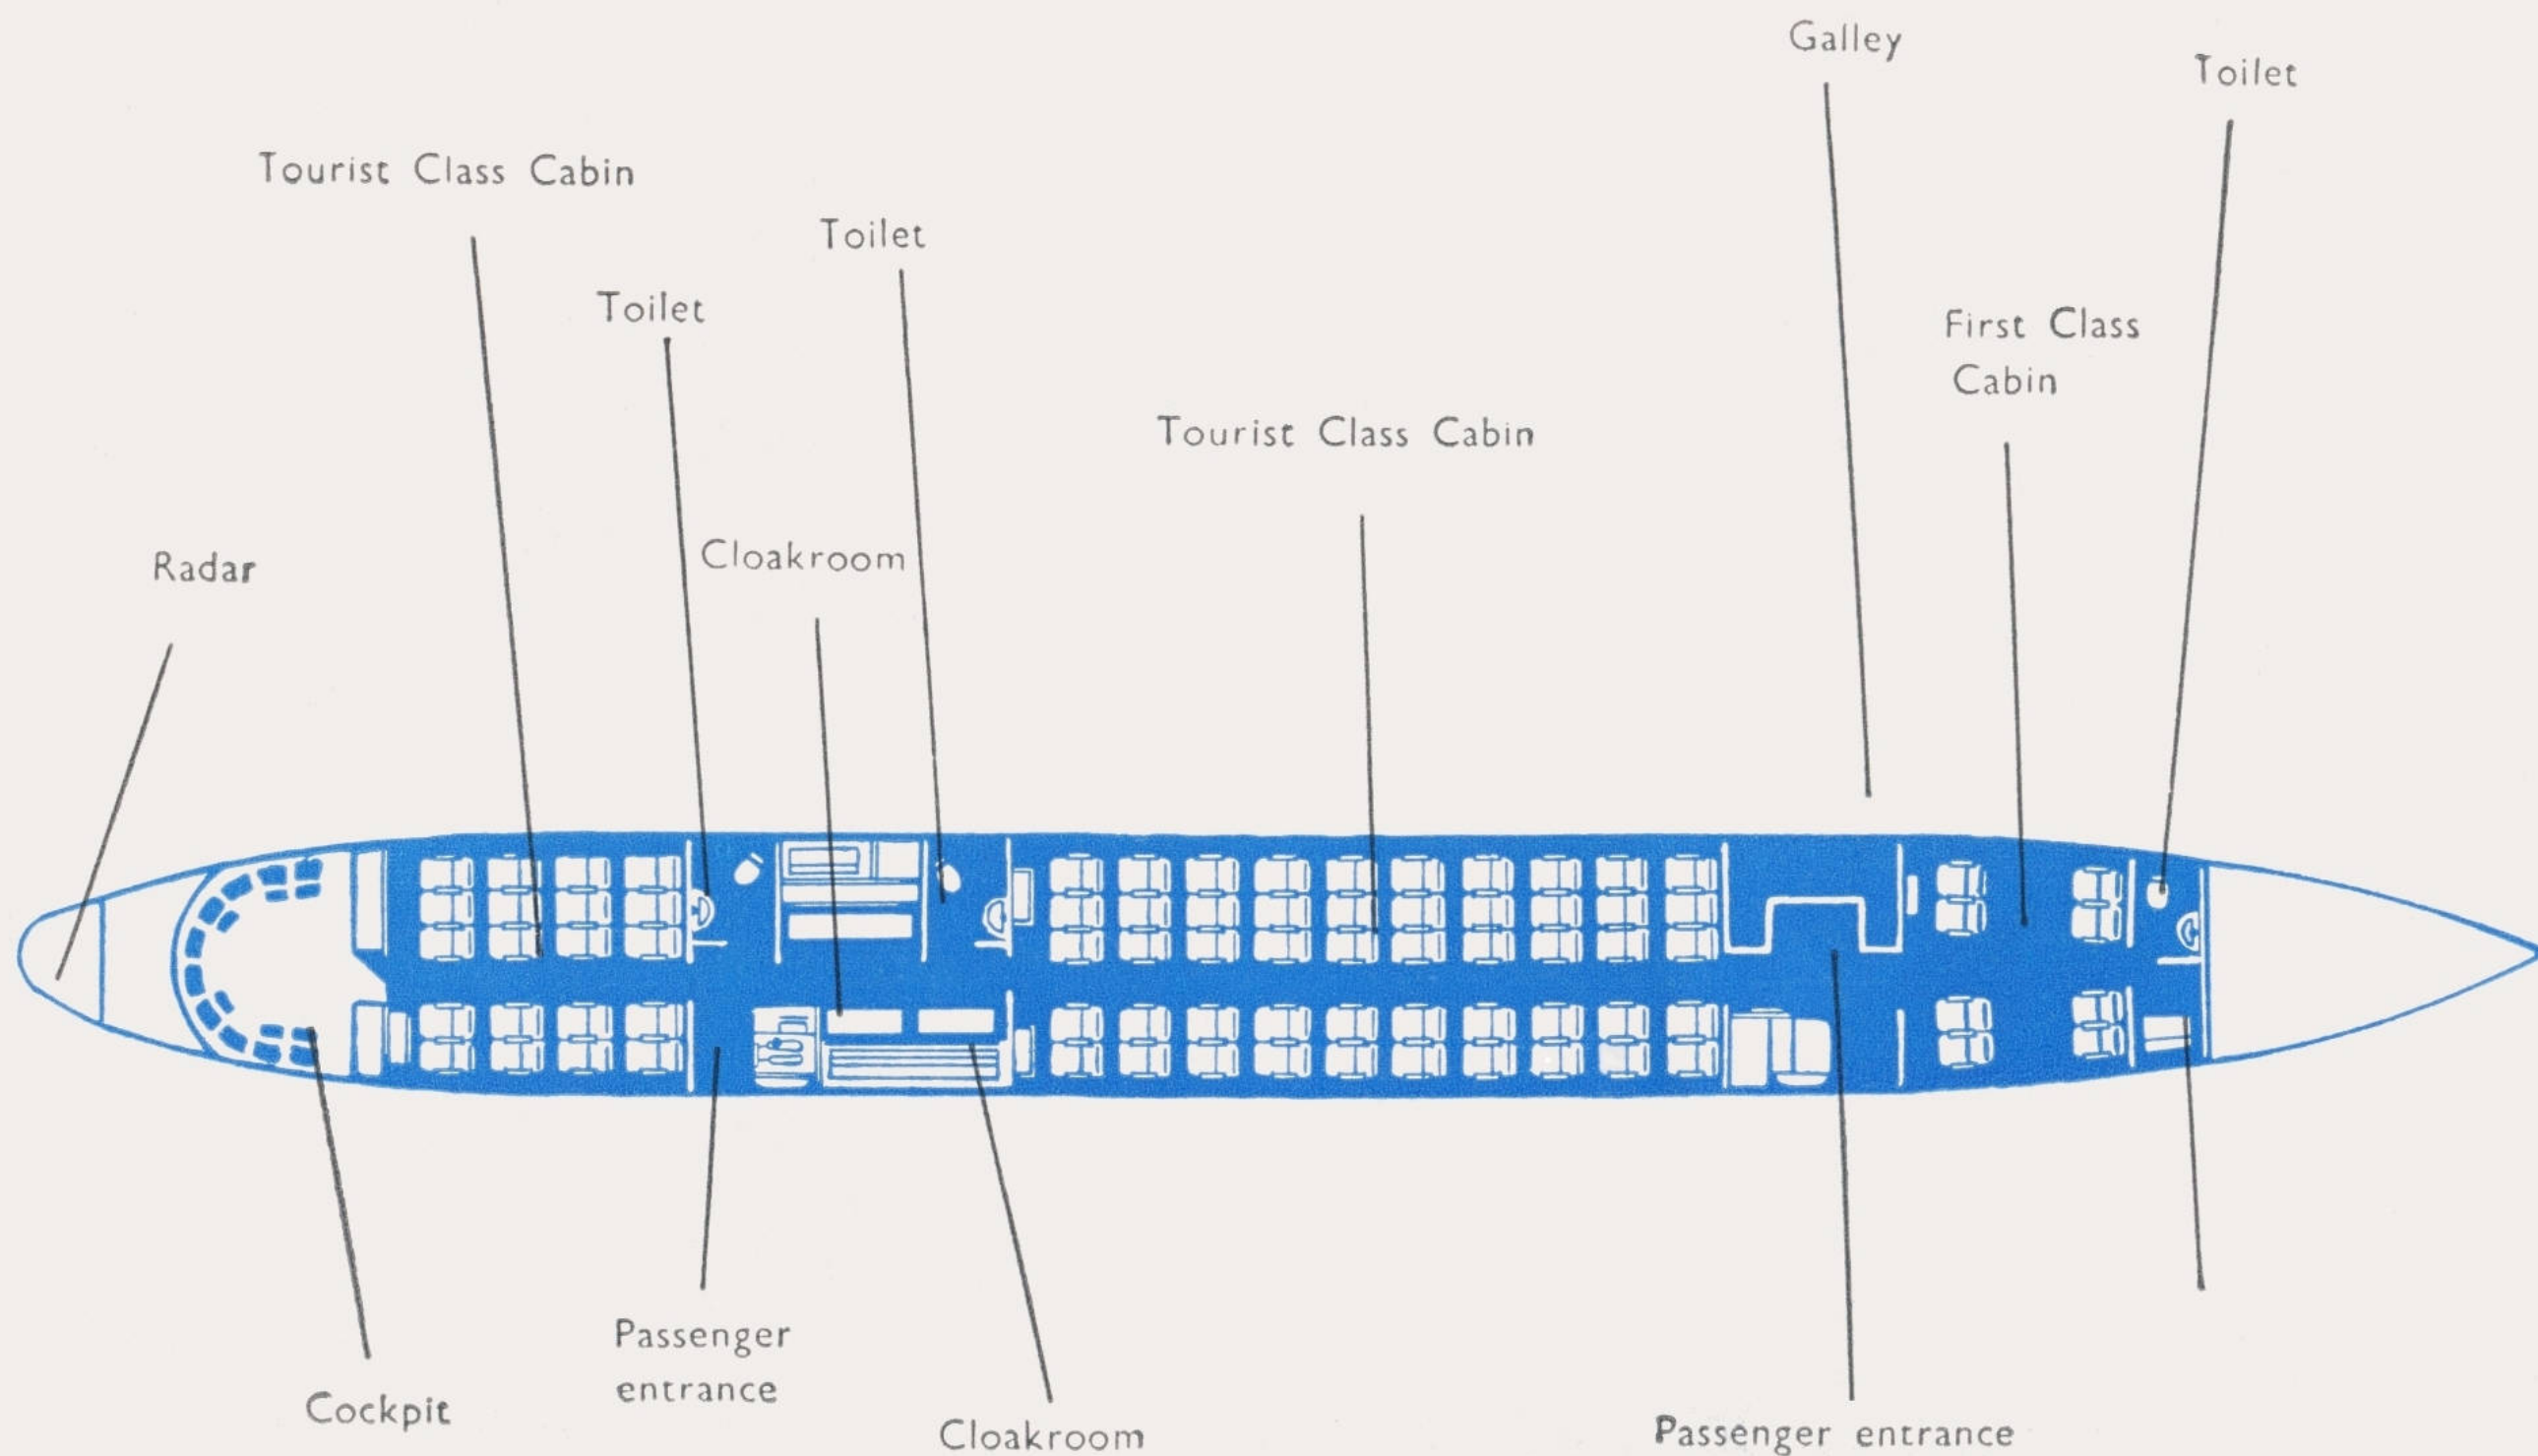 Galley
Toilet
Tourist Class Cabin
Toilet
Toilet
First Class
Cabin
Tourist Class Cabin
Cloakroom
Radar
Passenger
entrance
Cockpit
Cloakroom
Passenger entrance